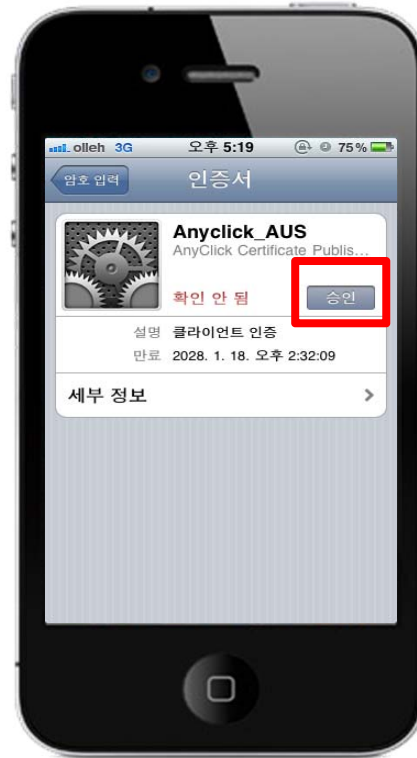 olleh 3G 오후 5:19 75%
암호 입력 인증서
Anyclick_AUS
AnyClick Certificate Publis...
확인 안 됨 승인
설명 클라이언트 인증
만료 2028. 1. 18. 오후 2:32:09
세부 정보